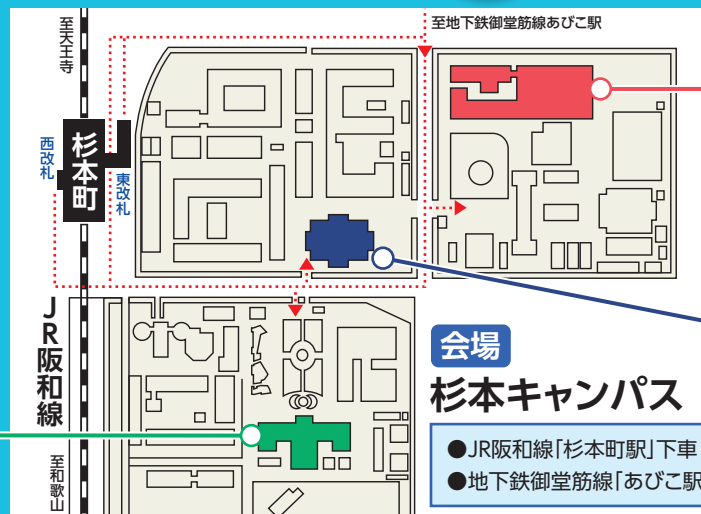 至地下鉄御堂筋線あびこ駅
至天王寺
杉本町
西改札
東改札
JR阪和線
至和歌山
会場
杉本キャンパス
●JR阪和線「杉本町駅」下車
●地下鉄御堂筋線「あびこ駅